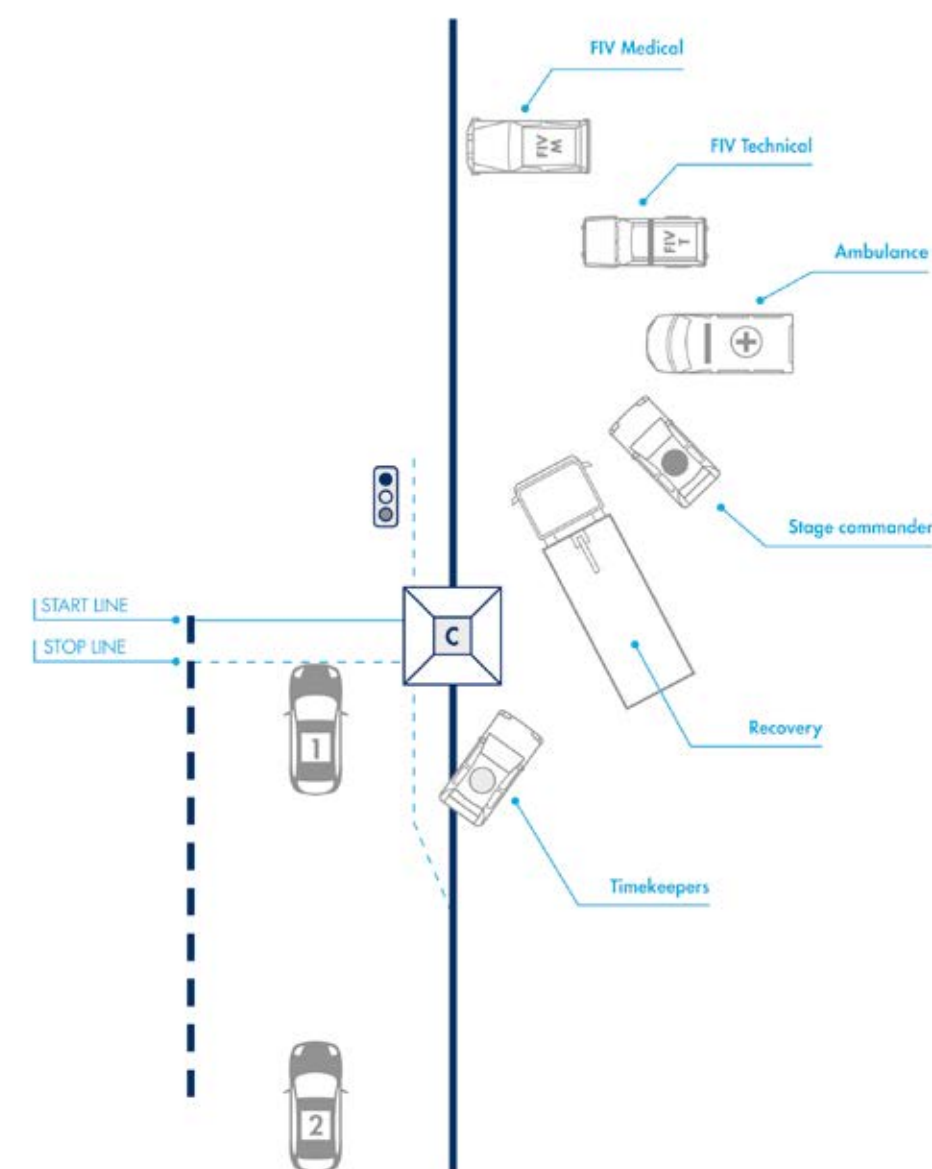 FIV Medical
FIV
M
FIV Technical
FIV
T
Ambulance
Stage commander
START LINE
C
STOP LINE
1
Recovery
Timekeepers
2